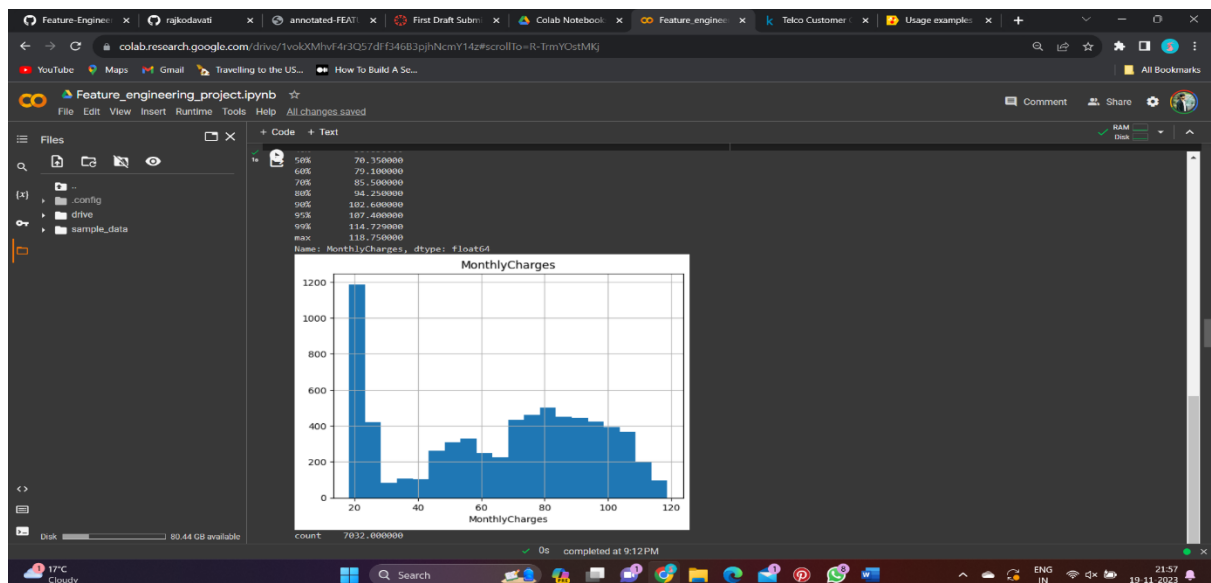 Feature-Engineer
rajkodavati
annotated-FEATU
First Draft Submi
Colab Notebook
Feature_enginee
Telco Customer C
Usage examples
colab.research.google.com/drive/1vokXMhvF4r3Q57dFf346B3pjhNcmY14z#scrollTo=R-TrmYOstMKj
YouTube
Maps
Gmail
Travelling to the US...
How To Build A Se...
All Bookmarks
CO
Feature_engineering_project.ipynb
Comment
Share
File Edit View Insert Runtime Tools Help All changes saved
Files
+ Code + Text
RAM
Disk
..
.config
drive
sample_data
{x}
1s
50% 70.350000
60% 79.100000
70% 85.500000
80% 94.250000
90% 102.600000
95% 107.400000
99% 114.729000
max 118.750000
Name: MonthlyCharges, dtype: float64
MonthlyCharges
1200
1000
800
600
400
200
0
20 40 60 80 100 120
MonthlyCharges
count 7032.000000
Disk 80.44 GB available
0s completed at 9:12 PM
17°C
Cloudy
Search
ENG
IN
21:57
19-11-2023